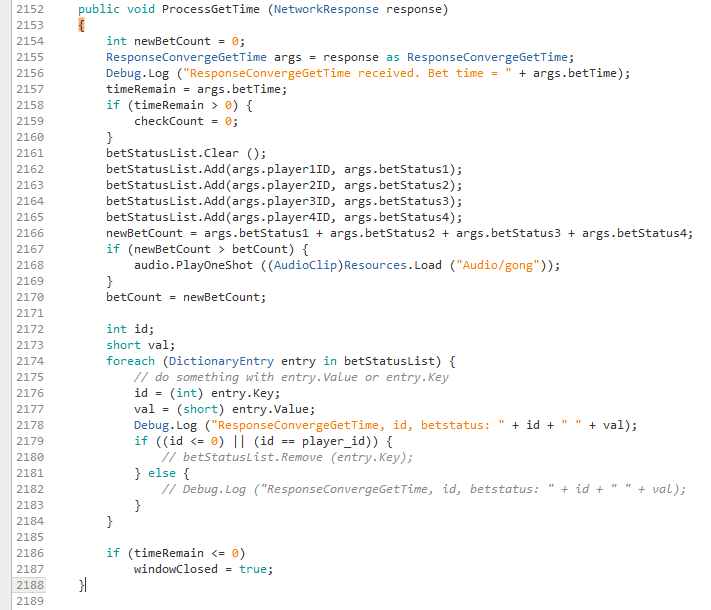 2152 public void ProcessGetTime (NetworkResponse response)
2153 {
2154 int newBetCount = 0;
2155 ResponseConvergeGetTime args = response as ResponseConvergeGetTime;
2156 Debug.Log ("ResponseConvergeGetTime received. Bet time = " + args.betTime);
2157 timeRemain = args.betTime;
2158 if (timeRemain > 0) {
2159 checkCount = 0;
2160 }
2161 betStatusList.Clear ();
2162 betStatusList.Add(args.player1ID, args.betStatus1);
2163 betStatusList.Add(args.player2ID, args.betStatus2);
2164 betStatusList.Add(args.player3ID, args.betStatus3);
2165 betStatusList.Add(args.player4ID, args.betStatus4);
2166 newBetCount = args.betStatus1 + args.betStatus2 + args.betStatus3 + args.betStatus4;
2167 if (newBetCount > betCount) {
2168 audio.PlayOneShot ((AudioClip)Resources.Load ("Audio/gong"));
2169 }
2170 betCount = newBetCount;
2171
2172 int id;
2173 short val;
2174 foreach (DictionaryEntry entry in betStatusList) {
2175 // do something with entry.Value or entry.Key
2176 id = (int) entry.Key;
2177 val = (short) entry.Value;
2178 Debug.Log ("ResponseConvergeGetTime, id, betstatus: " + id + " " + val);
2179 if ((id <= 0) || (id == player_id)) {
2180 // betStatusList.Remove (entry.Key);
2181 } else {
2182 // Debug.Log ("ResponseConvergeGetTime, id, betstatus: " + id + " " + val);
2183 }
2184 }
2185
2186 if (timeRemain <= 0)
2187 windowClosed = true;
2188 }
2189